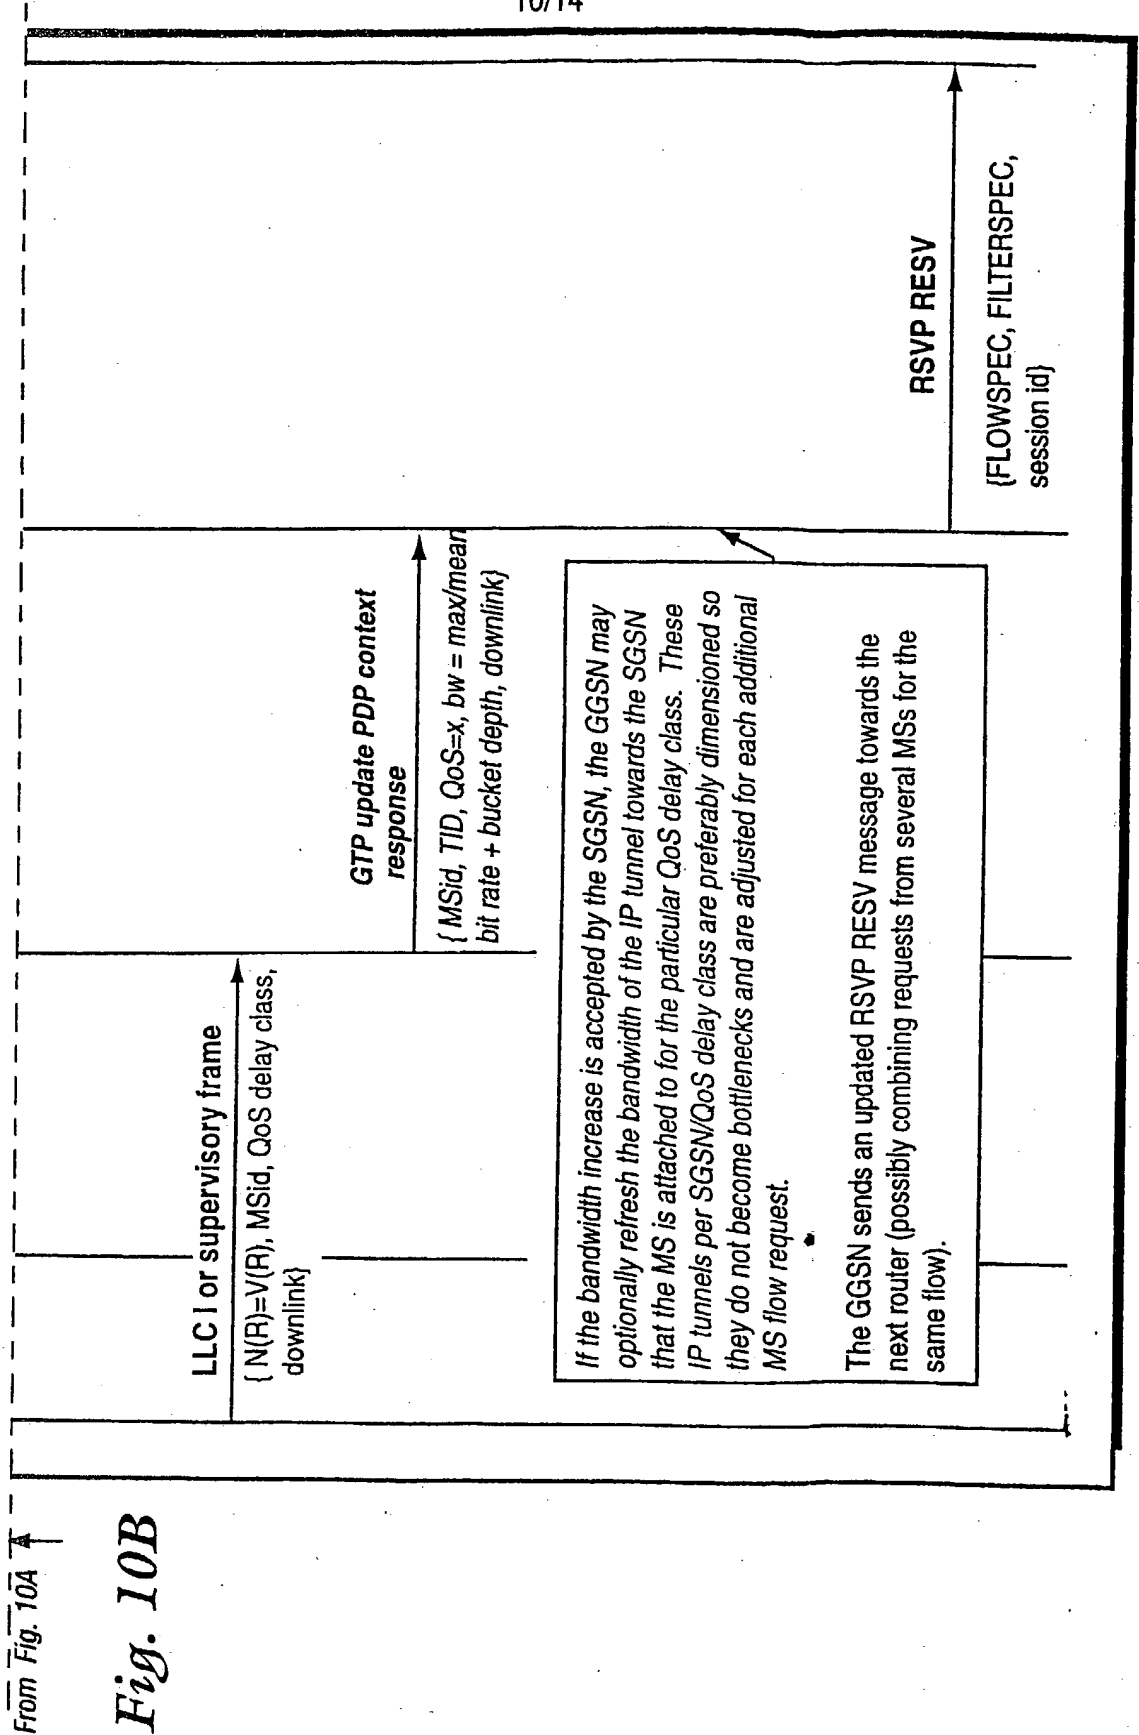 10/14
From Fig. 10A
Fig. 10B
LLC I or supervisory frame
{ N(R)=V(R), MSid, QoS delay class,
downlink}
GTP update PDP context
response
{ MSid, TID, QoS=x, bw = max/mean
bit rate + bucket depth, downlink}
If the bandwidth increase is accepted by the SGSN, the GGSN may
optionally refresh the bandwidth of the IP tunnel towards the SGSN
that the MS is attached to for the particular QoS delay class. These
IP tunnels per SGSN/QoS delay class are preferably dimensioned so
they do not become bottlenecks and are adjusted for each additional
MS flow request.
The GGSN sends an updated RSVP RESV message towards the
next router (possibly combining requests from several MSs for the
same flow).
RSVP RESV
{FLOWSPEC, FILTERSPEC,
session id}